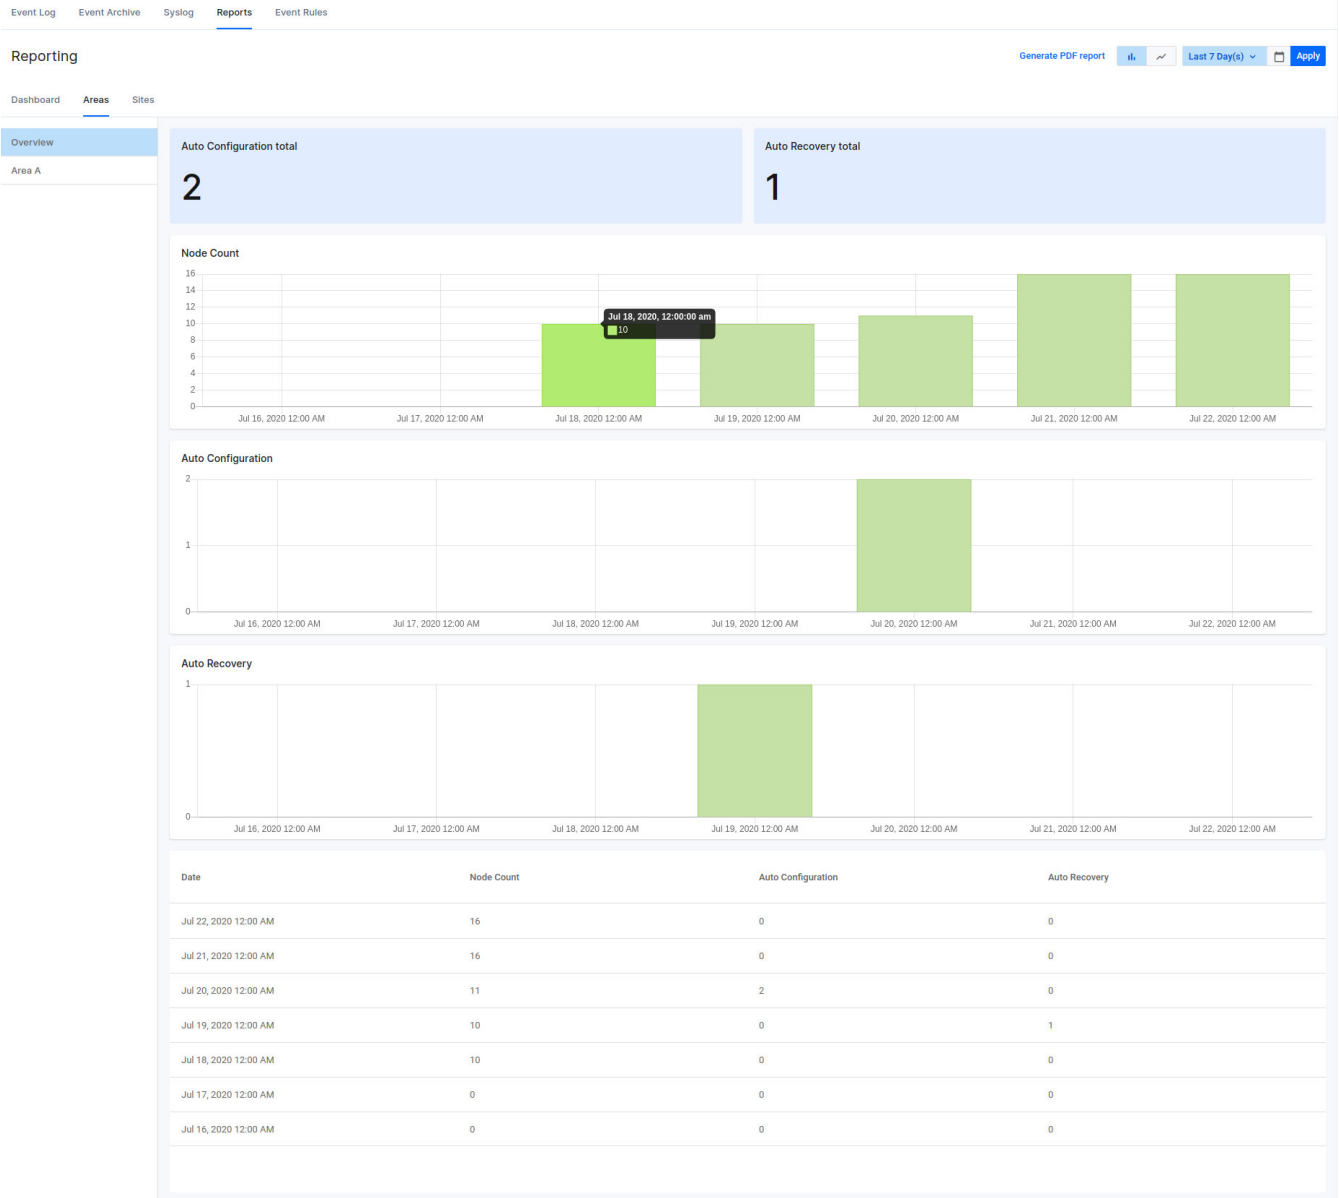 Event Log Event Archive Syslog Reports Event Rules
Reporting
Generate PDF report Last 7 Day(s) Apply
Dashboard Areas Sites
Overview
Area A
Auto Configuration total
2
Auto Recovery total
1
Node Count
16
14
12
10
8
6
4
2
0
Jul 18, 2020, 12:00:00 am
10
Jul 16, 2020 12:00 AM Jul 17, 2020 12:00 AM Jul 18, 2020 12:00 AM Jul 19, 2020 12:00 AM Jul 20, 2020 12:00 AM Jul 21, 2020 12:00 AM Jul 22, 2020 12:00 AM
Auto Configuration
2
1
0
Jul 16, 2020 12:00 AM Jul 17, 2020 12:00 AM Jul 18, 2020 12:00 AM Jul 19, 2020 12:00 AM Jul 20, 2020 12:00 AM Jul 21, 2020 12:00 AM Jul 22, 2020 12:00 AM
Auto Recovery
1
0
Jul 16, 2020 12:00 AM Jul 17, 2020 12:00 AM Jul 18, 2020 12:00 AM Jul 19, 2020 12:00 AM Jul 20, 2020 12:00 AM Jul 21, 2020 12:00 AM Jul 22, 2020 12:00 AM
Date Node Count Auto Configuration Auto Recovery
Jul 22, 2020 12:00 AM 16 0 0
Jul 21, 2020 12:00 AM 16 0 0
Jul 20, 2020 12:00 AM 11 2 0
Jul 19, 2020 12:00 AM 10 0 1
Jul 18, 2020 12:00 AM 10 0 0
Jul 17, 2020 12:00 AM 0 0 0
Jul 16, 2020 12:00 AM 0 0 0